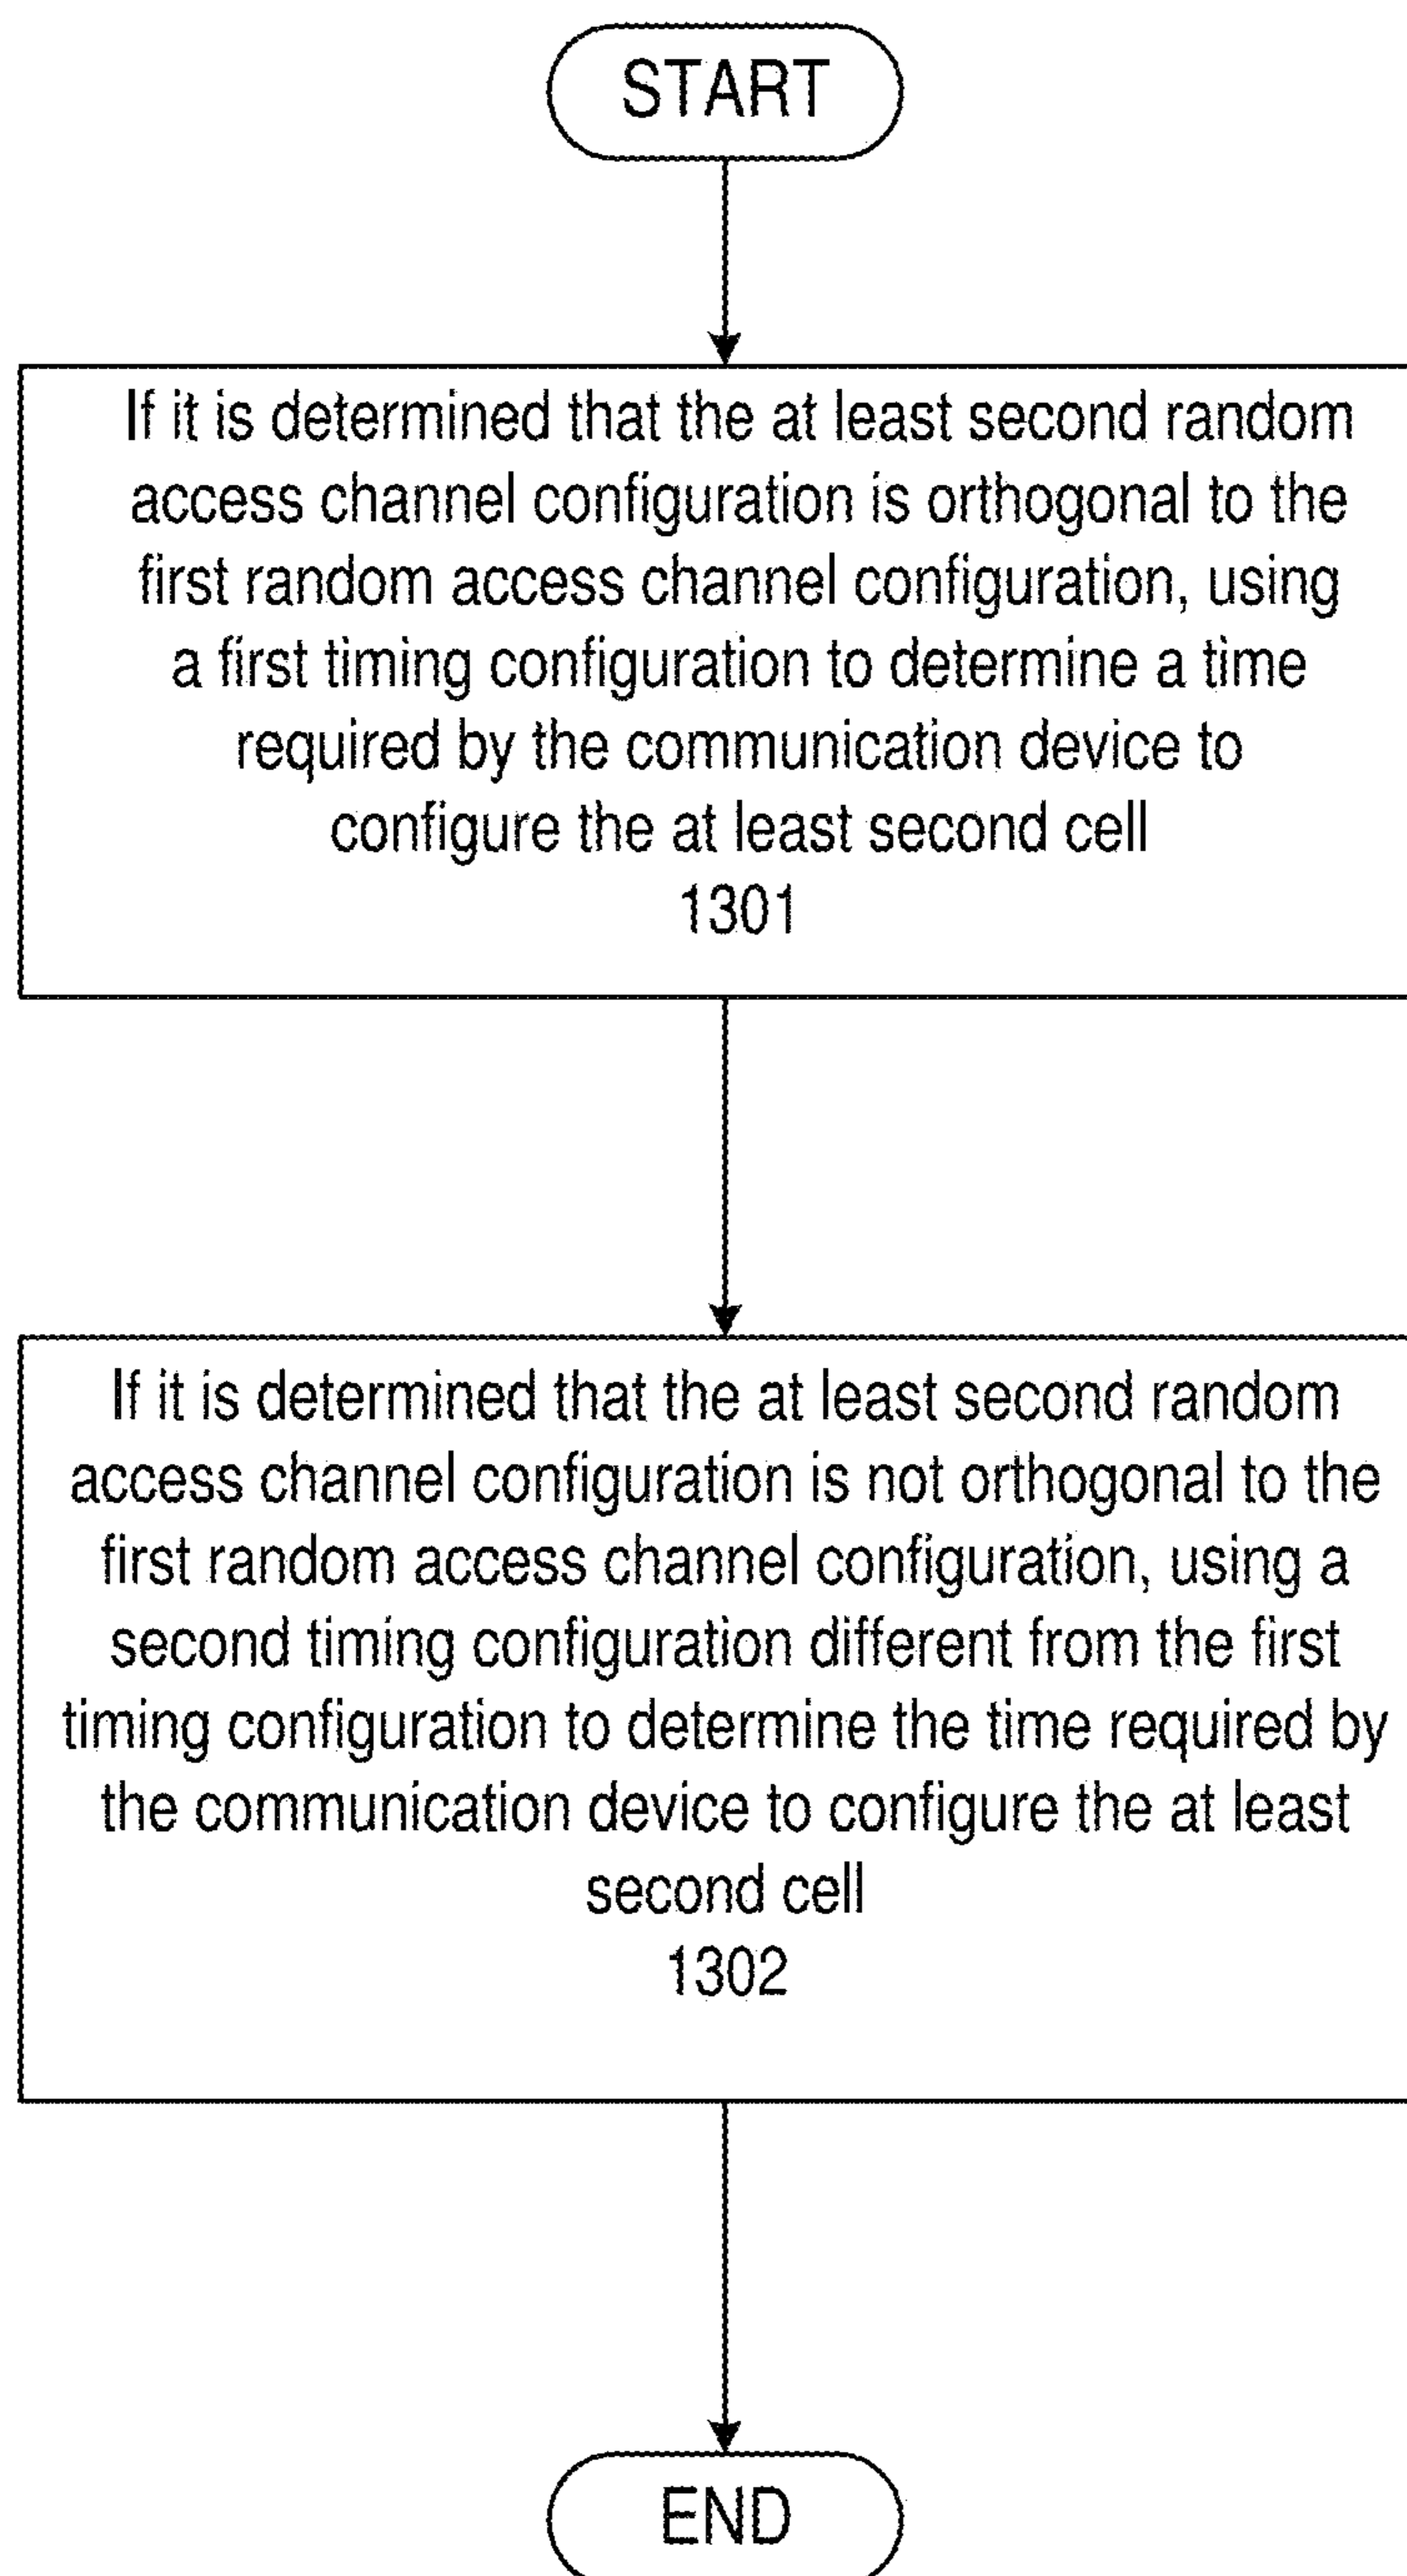 START
If it is determined that the at least second random
access channel configuration is orthogonal to the
first random access channel configuration, using
a first timing configuration to determine a time
required by the communication device to
configure the at least second cell
1301
If it is determined that the at least second random
access channel configuration is not orthogonal to the
first random access channel configuration, using a
second timing configuration different from the first
timing configuration to determine the time required by
the communication device to configure the at least
second cell
1302
END